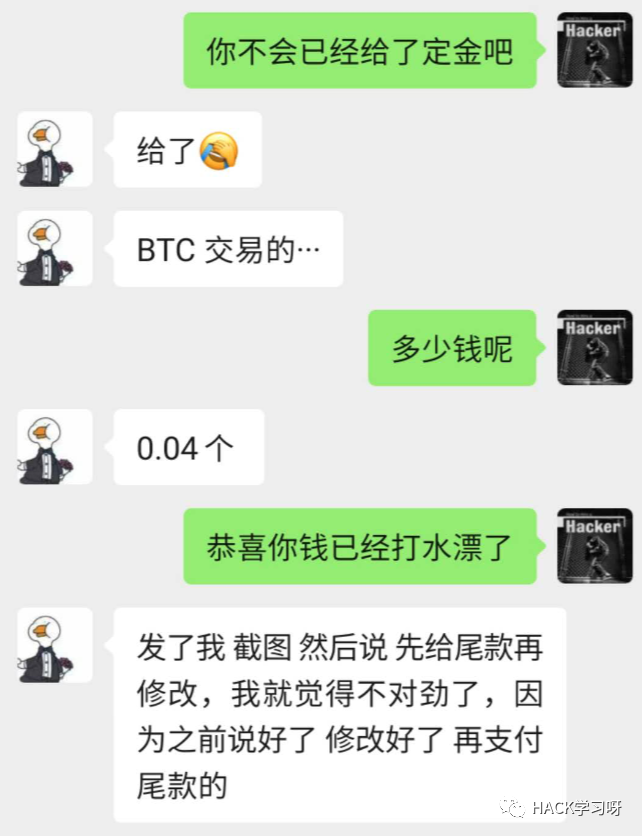 你不会已经给了定金吧
Hacker
给了
BTC 交易的…
多少钱呢
Hacker
0.04个
恭喜你钱已经打水漂了
Hacker
发了我 截图 然后说 先给尾款再
修改，我就觉得不对劲了，因
为之前说好了 修改好了 再支付
尾款的
HACK学习呀